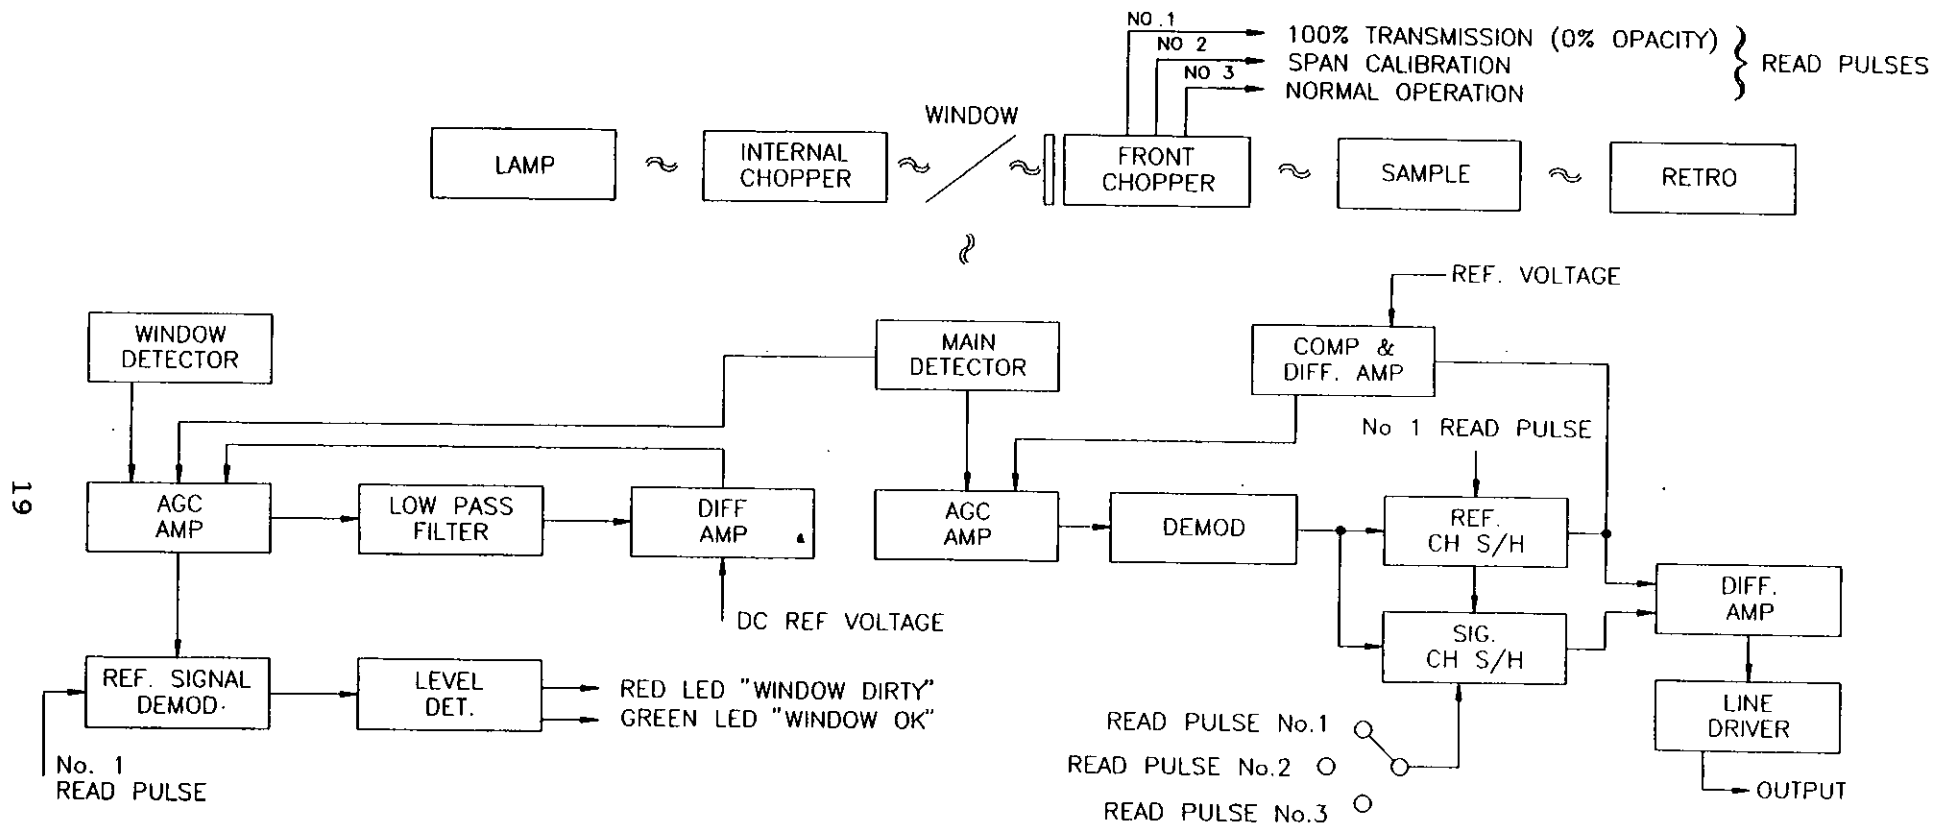 NO.1
100% TRANSMISSION (0% OPACITY)
NO 2
SPAN CALIBRATION
READ PULSES
NO 3
NORMAL OPERATION
WINDOW
LAMP
INTERNAL
CHOPPER
FRONT
CHOPPER
SAMPLE
RETRO
REF. VOLTAGE
WINDOW
DETECTOR
MAIN
DETECTOR
COMP &
DIFF. AMP
No 1 READ PULSE
19
AGC
AMP
LOW PASS
FILTER
DIFF
AMP
AGC
AMP
DEMOD
REF.
CH S/H
DIFF.
AMP
DC REF VOLTAGE
SIG.
CH S/H
REF. SIGNAL
DEMOD.
LEVEL
DET.
RED LED "WINDOW DIRTY"
GREEN LED "WINDOW OK"
LINE
DRIVER
READ PULSE No.1
READ PULSE No.2
READ PULSE No.3
No. 1
READ PULSE
OUTPUT